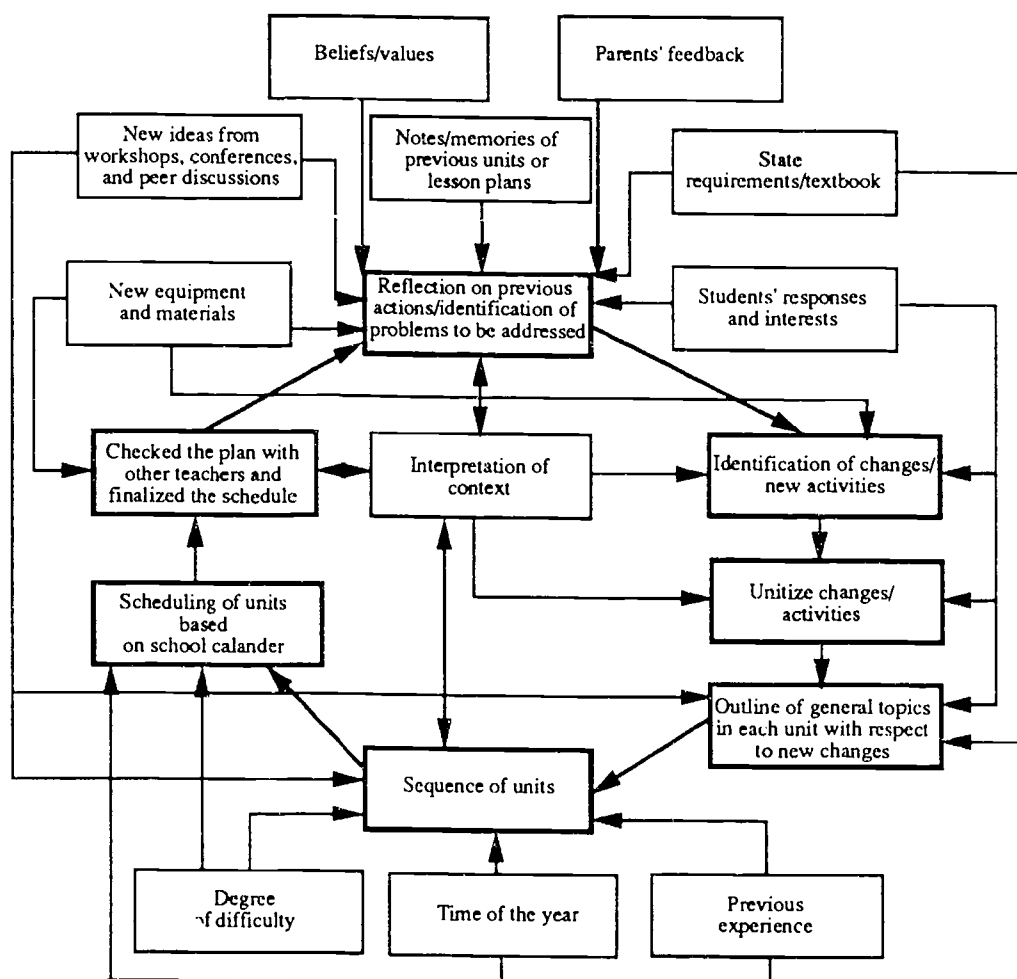 Beliefs/values
Parents' feedback
New ideas from
workshops, conferences,
and peer discussions
Notes/memories of
previous units or
lesson plans
State
requirements/textbook
New equipment
and materials
Reflection on previous
actions/identification of
problems to be addressed
Students' responses
and interests
Checked the plan with
other teachers and
finalized the schedule
Interpretation of
context
Identification of changes/
new activities
Scheduling of units
based
on school calander
Unitize changes/
activities
Outline of general topics
in each unit with respect
to new changes
Sequence of units
Degree
of difficulty
Time of the year
Previous
experience